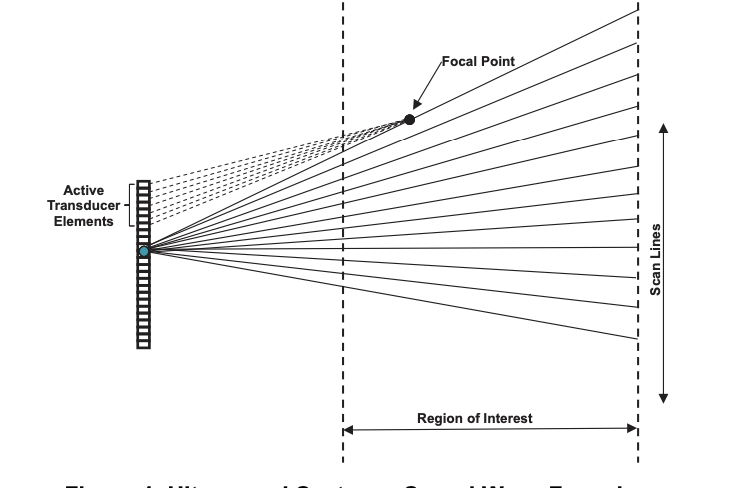 Focal Point
Active
Transducer
Elements
Scan Lines
Region of Interest